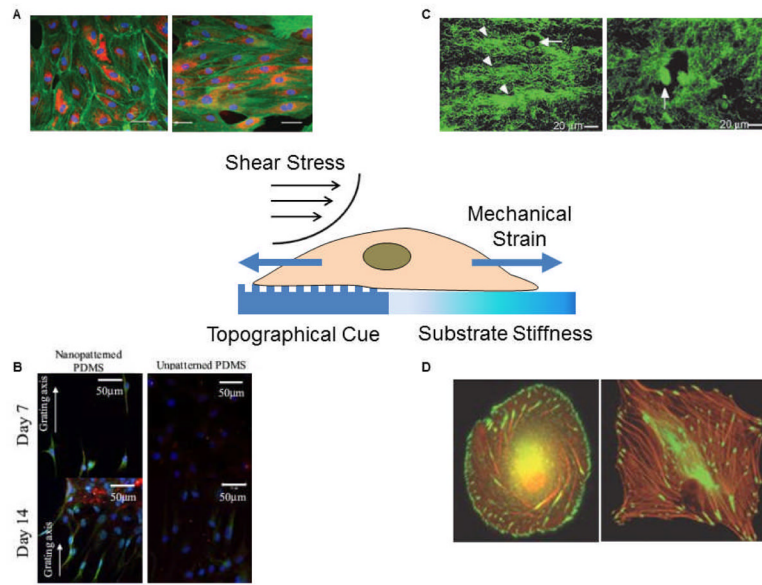 A
C
20 µm
20 µm
Shear Stress
Mechanical
Strain
Topographical Cue
Substrate Stiffness
B
Nanopatterned
PDMS
Unpatterned PDMS
Day 7
Grating axis
50µm
50µm
Day 14
Grating axis
50µm
50µm
D